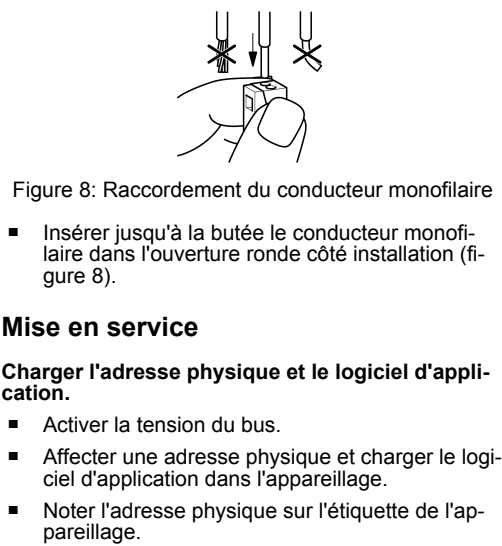 Figure 8: Raccordement du conducteur monofilaire
■ Insérer jusqu'à la butée le conducteur monofi-
laire dans l'ouverture ronde côté installation (fi-
gure 8).
Mise en service
Charger l'adresse physique et le logiciel d'appli-
cation.
■ Activer la tension du bus.
■ Affecter une adresse physique et charger le logi-
ciel d'application dans l'appareillage.
■ Noter l'adresse physique sur l'étiquette de l'ap-
pareillage.